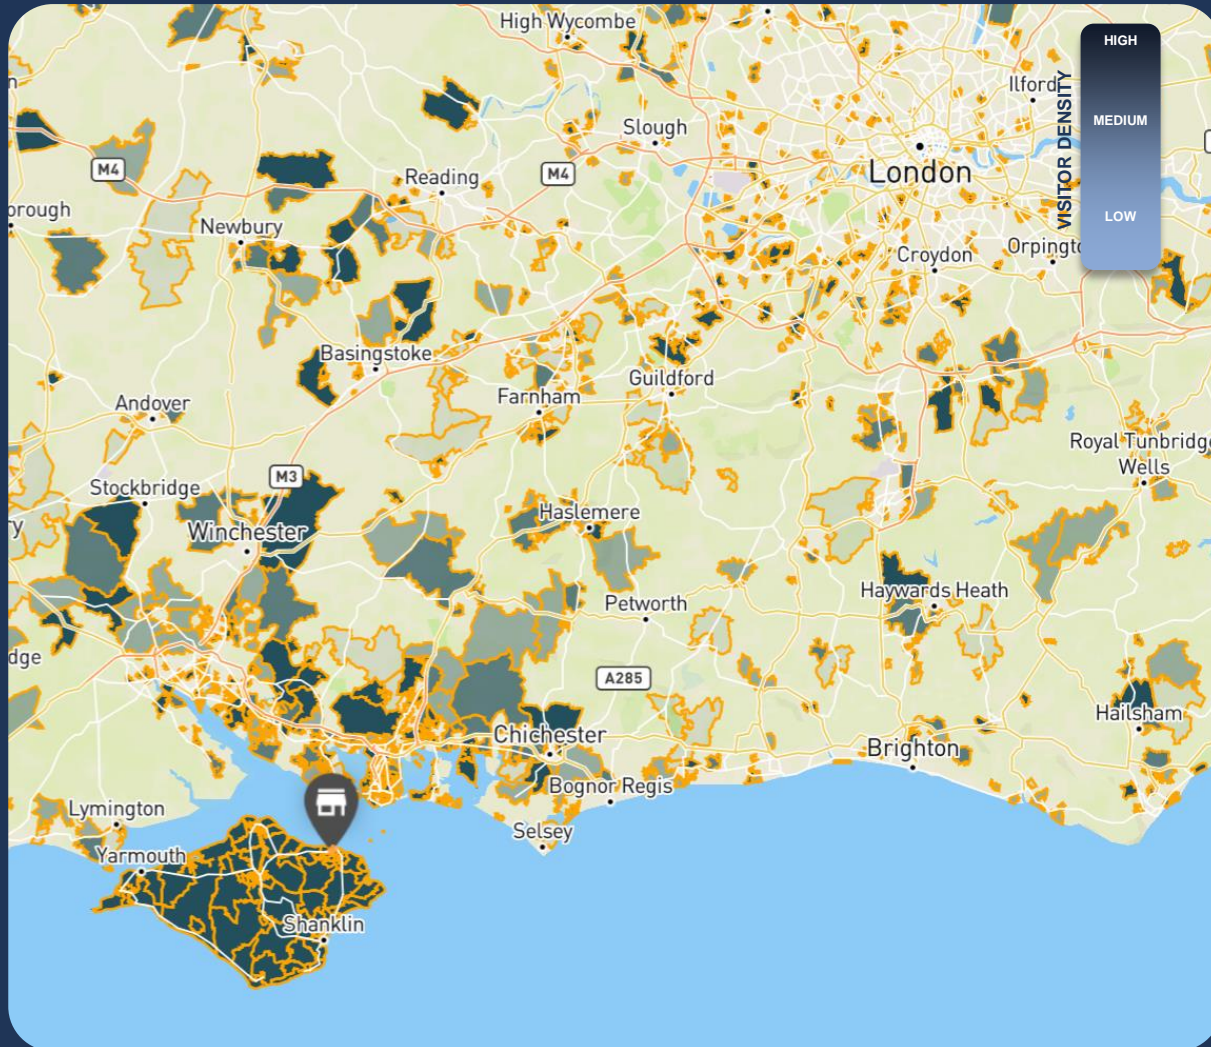 High Wycombe
HIGH
Ilford
MEDIUM
Slough
London
M4
Reading
M4
VISITOR DENSITY
LOW
Newbury
Croydon
Basingstoke
Guildford
Andover
Farnham
Royal Tunbridge
Wells
M3
Stockbridge
Haslemere
Winchester
Haywards Heath
Petworth
A285
Hailsham
Chichester
Brighton
Bognor Regis
Lymington
Selsey
Yarmouth
Shanklin